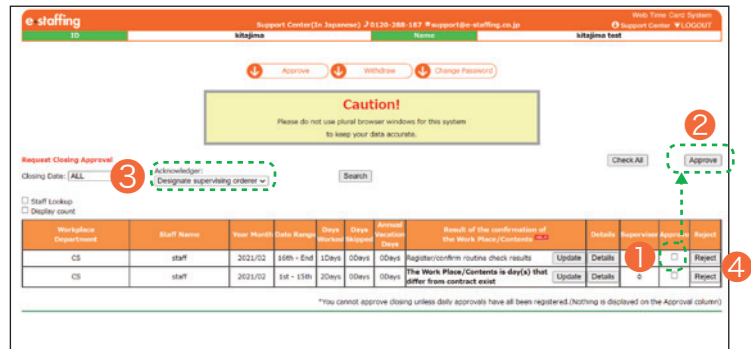 e-staffing
Web Time Card System
Support Center(In Japanese) 0120-288-187 support@e-staffing.co.jp
Support Center ▼LOGOUT
ID kitajima Name kitajima test
Approve Withdraw Change Password
Caution!
Please do not use plural browser windows for this system
to keep your data accurate.
2
Request Closing Approval
Check All Approve
3
Acknowledger:
Closing Date: ALL
Designate supervising orderer
Search
Staff Lookup
Display count
Workplace Department Staff Name Year Month Date Range Days Worked Days Skipped Annual Vacation Days Result of the confirmation of the Work Place/Contents Details Supervisor Approve Reject
CS staff 2021/02 16th - End 1Days 0Days 0Days Register/confirm routine check results Update Details 1 Reject
4
CS staff 2021/02 1st - 15th 2Days 0Days 0Days The Work Place/Contents is day(s) that differ from contract exist Update Details Reject
*You cannot approve closing unless daily approvals have all been registered.(Nothing is displayed on the Approval column)